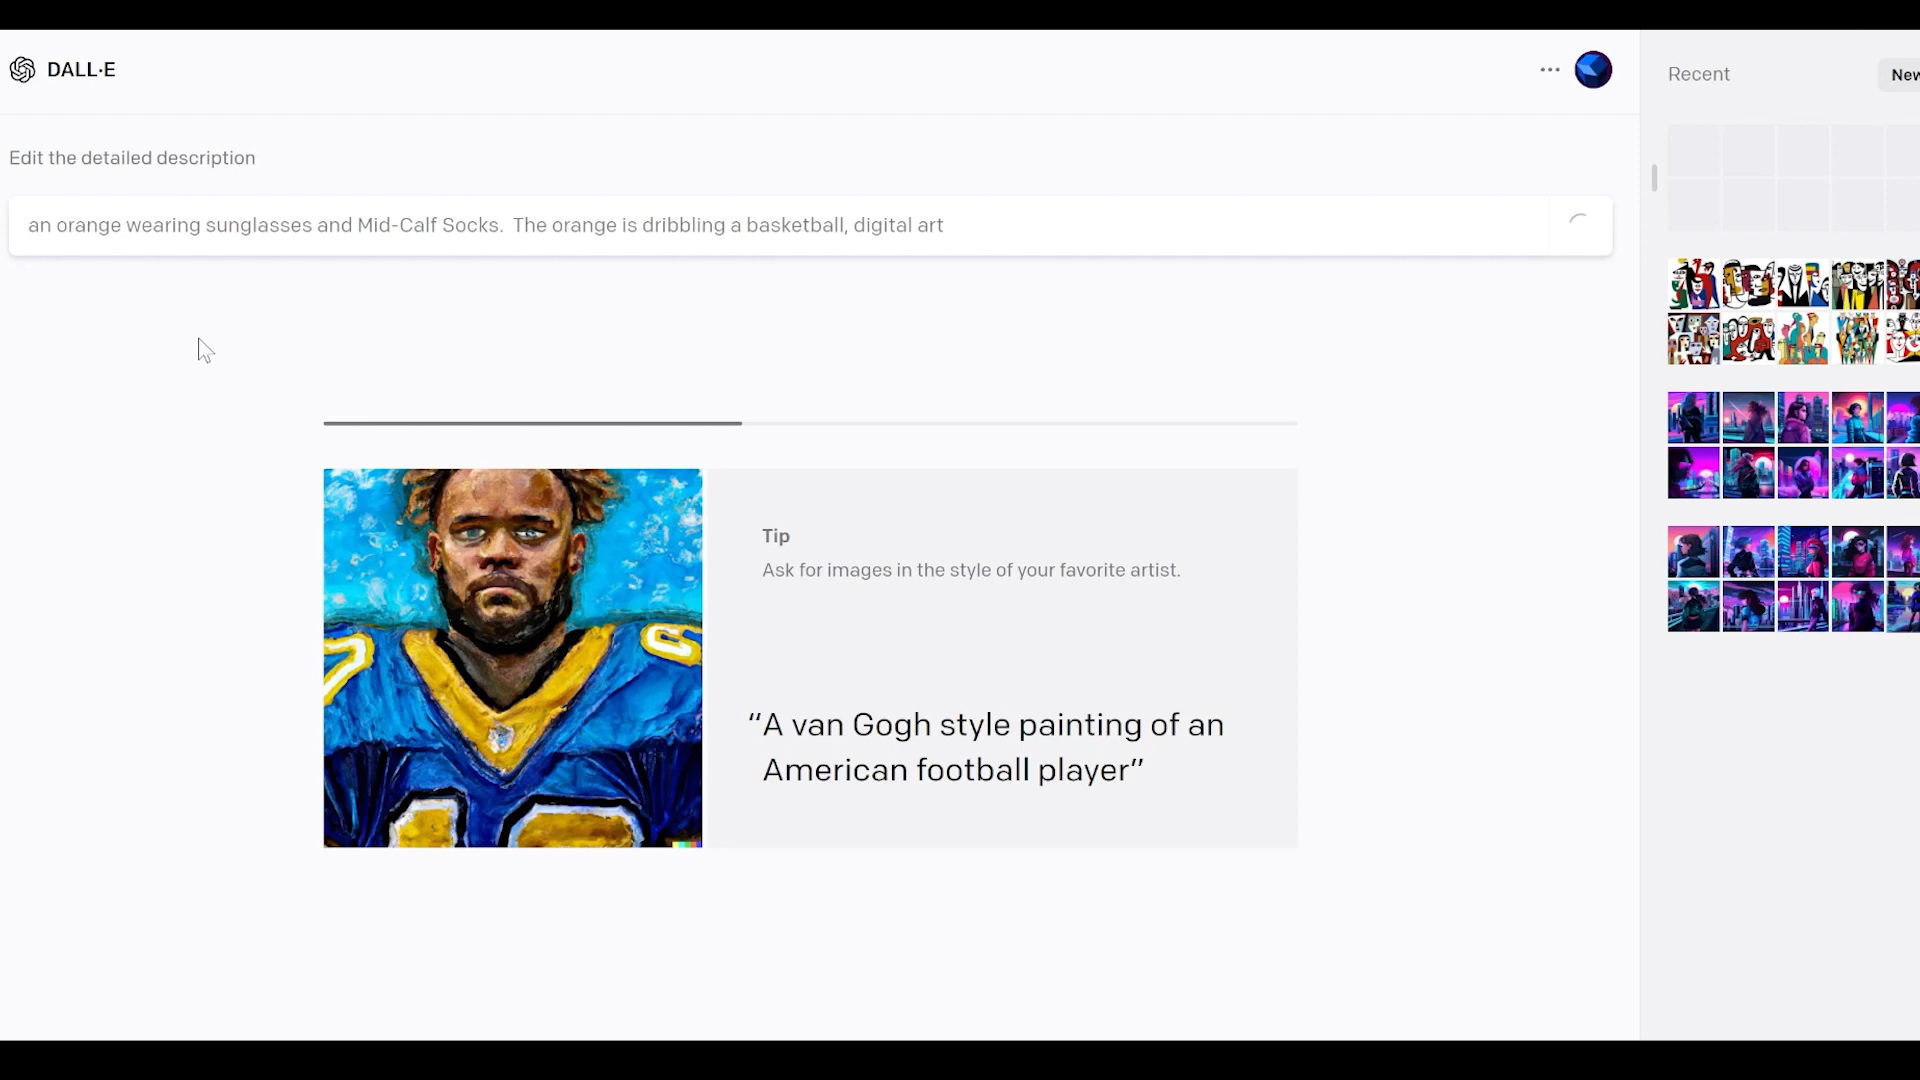 DALL·E
Recent
New
Edit the detailed description
an orange wearing sunglasses and Mid-Calf Socks.  The orange is dribbling a basketball, digital art
Tip
Ask for images in the style of your favorite artist.
“A van Gogh style painting of an
American football player”